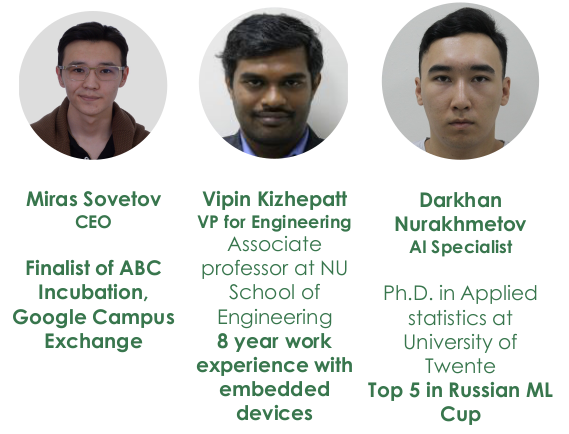 Miras Sovetov
CEO
Finalist of ABC
Incubation,
Google Campus
Exchange
Vipin Kizhepatt
VP for Engineering
Associate
professor at NU
School of
Engineering
8 year work
experience with
embedded
devices
Darkhan
Nurakhmetov
AI Specialist
Ph.D. in Applied
statistics at
University of
Twente
Top 5 in Russian ML
Cup